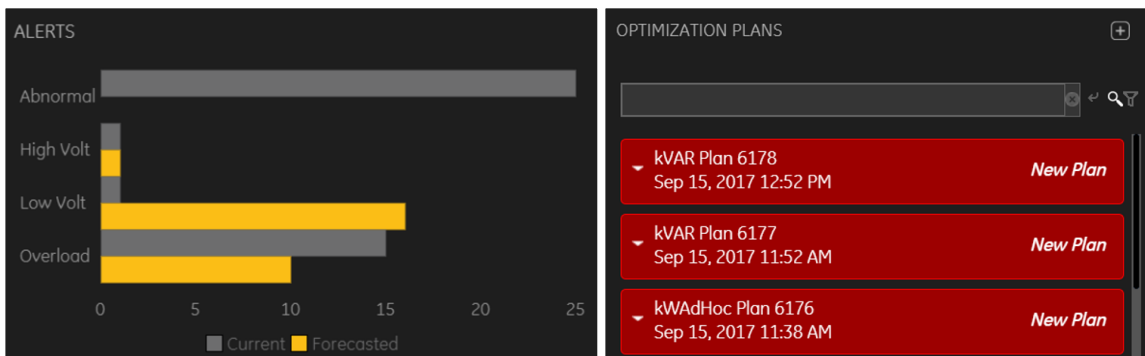 ALERTS
Abnormal
High Volt
Low Volt
Overload
0 5 10 15 20 25
Current Forecasted
OPTIMIZATION PLANS
kVAR Plan 6178
Sep 15, 2017 12:52 PM
New Plan
kVAR Plan 6177
Sep 15, 2017 11:52 AM
New Plan
kWAdHoc Plan 6176
Sep 15, 2017 11:38 AM
New Plan